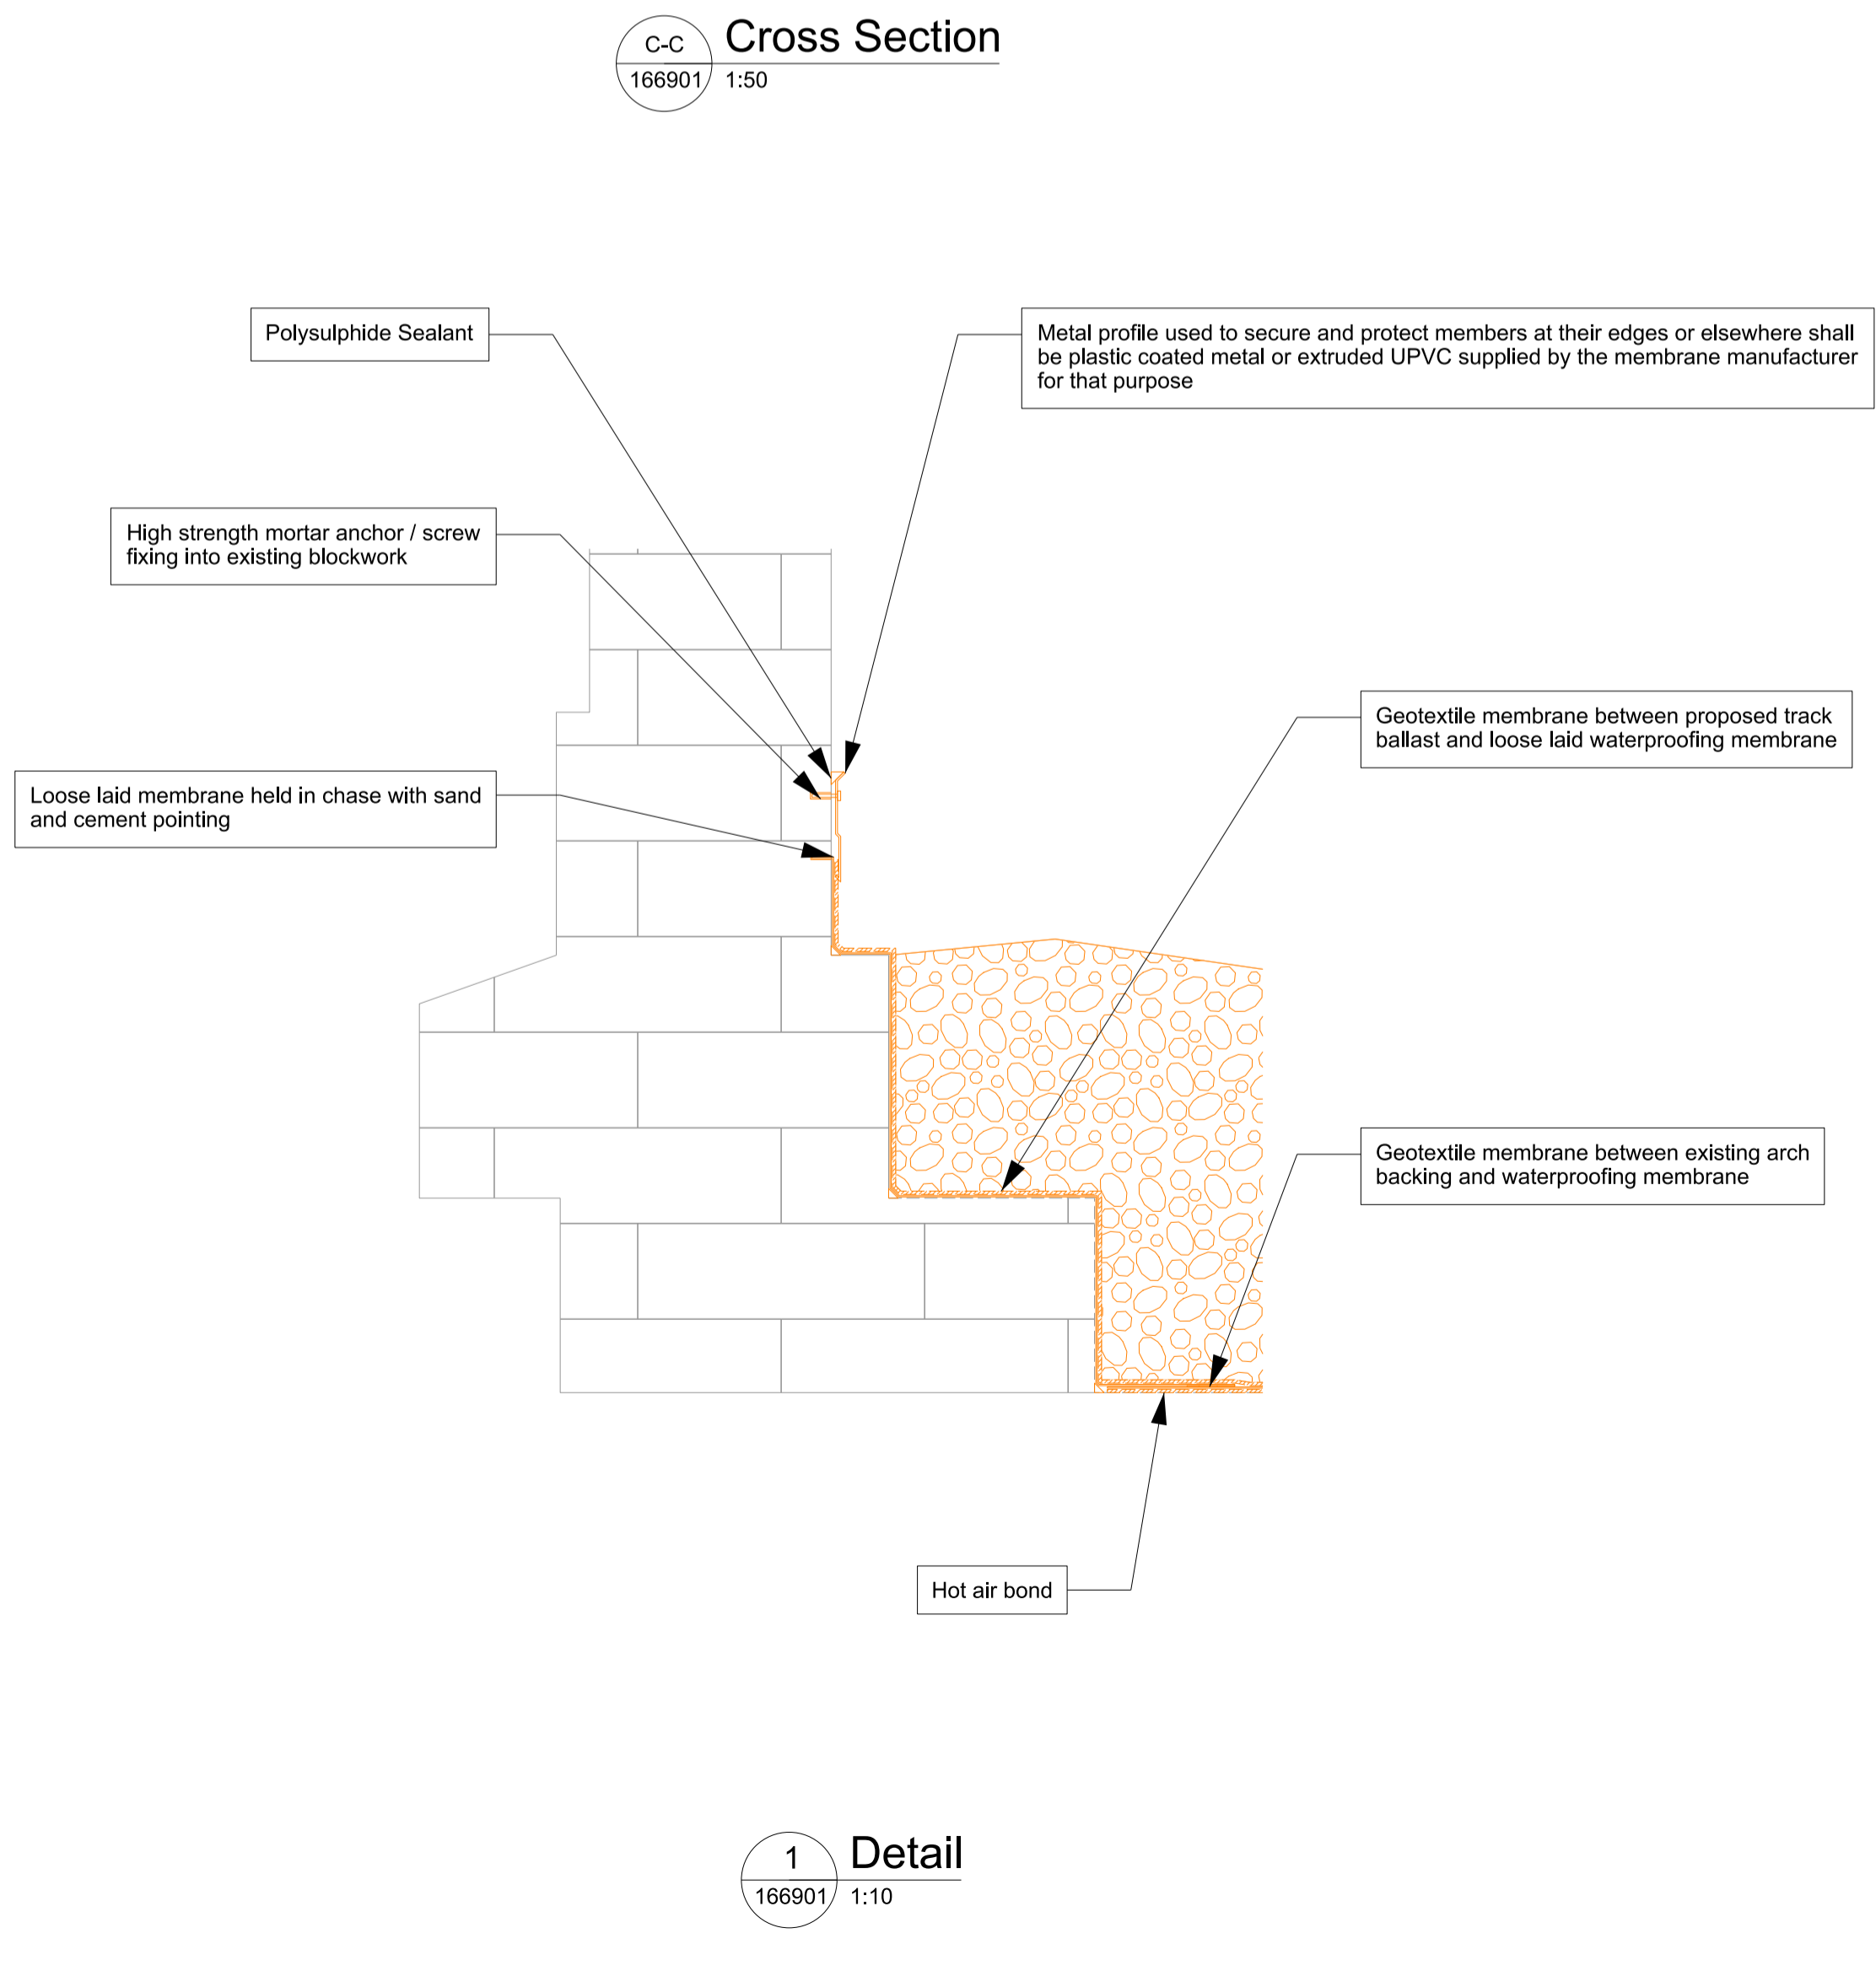 C-C
166901
Cross Section
1:50
Polysulphide Sealant
Metal profile used to secure and protect members at their edges or elsewhere shall
be plastic coated metal or extruded UPVC supplied by the membrane manufacturer
for that purpose
High strength mortar anchor / screw
fixing into existing blockwork
Geotextile membrane between proposed track
ballast and loose laid waterproofing membrane
Loose laid membrane held in chase with sand
and cement pointing
Geotextile membrane between existing arch
backing and waterproofing membrane
Hot air bond
1
166901
Detail
1:10